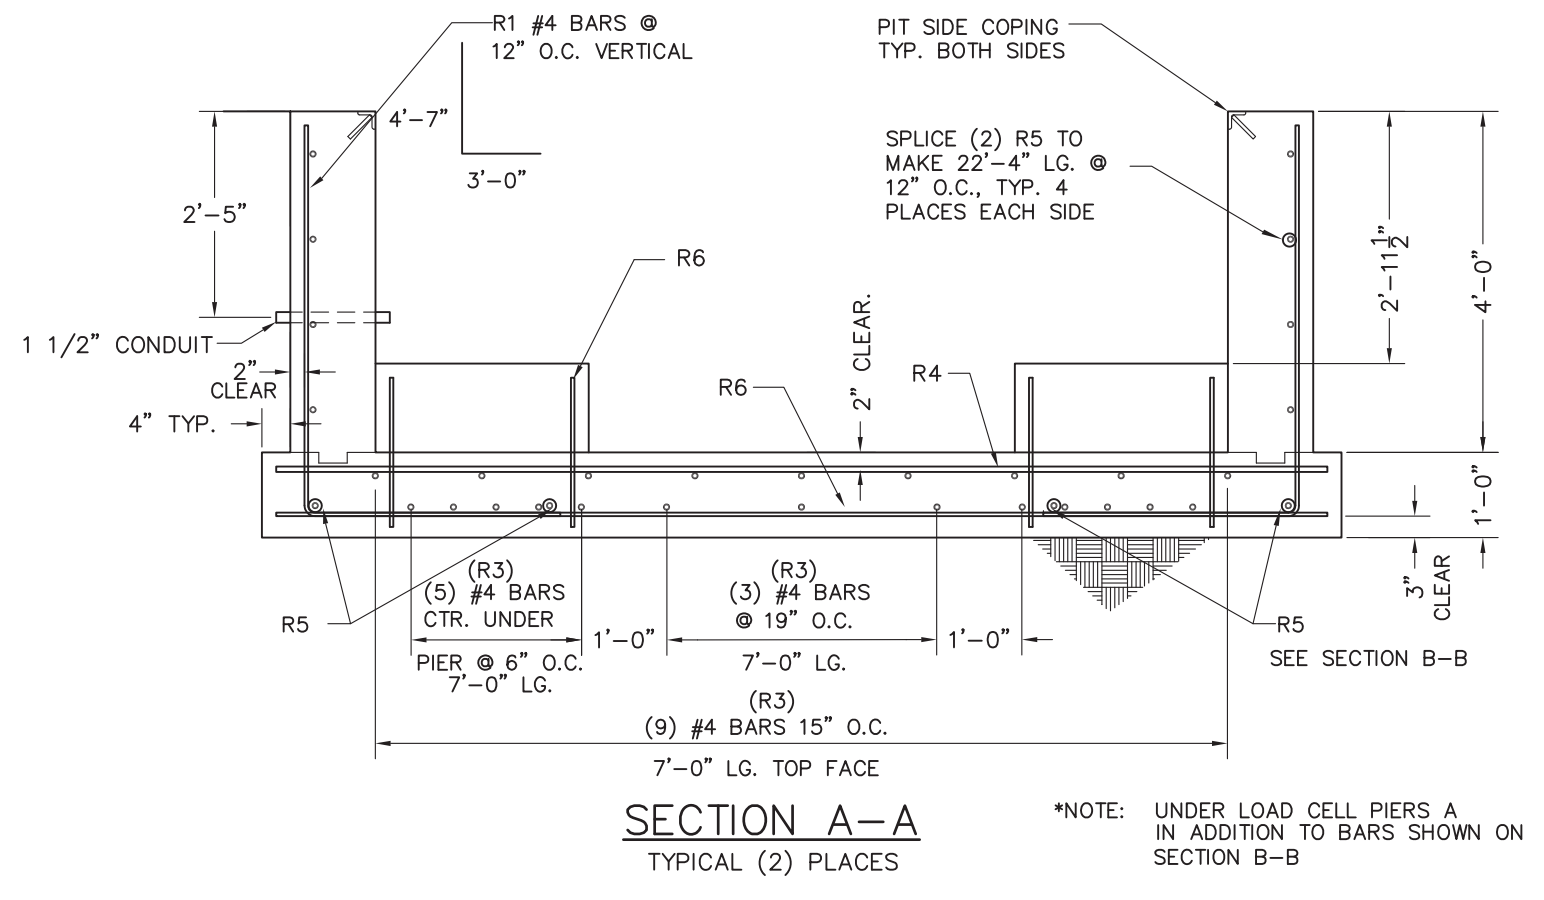 R1 #4 BARS @
12" O.C. VERTICAL
4'-7"
3'-0"
PIT SIDE COPING
TYP. BOTH SIDES
SPLICE (2) R5 TO
MAKE 22'-4" LG. @
12" O.C., TYP. 4
PLACES EACH SIDE
2'-5"
2'-11 1/2"
4'-0"
R6
1 1/2" CONDUIT
2"
CLEAR
4" TYP.
2" CLEAR.
R6
R4
1'-0"
3"
CLEAR
R5
(R3)
(5) #4 BARS
CTR. UNDER
PIER @ 6" O.C.
7'-0" LG.
1'-0"
(R3)
(3) #4 BARS
@ 19" O.C.
7'-0" LG.
1'-0"
R5
SEE SECTION B-B
(R3)
(9) #4 BARS 15" O.C.
7'-0" LG. TOP FACE
SECTION A-A
TYPICAL (2) PLACES
*NOTE: UNDER LOAD CELL PIERS A
IN ADDITION TO BARS SHOWN ON
SECTION B-B